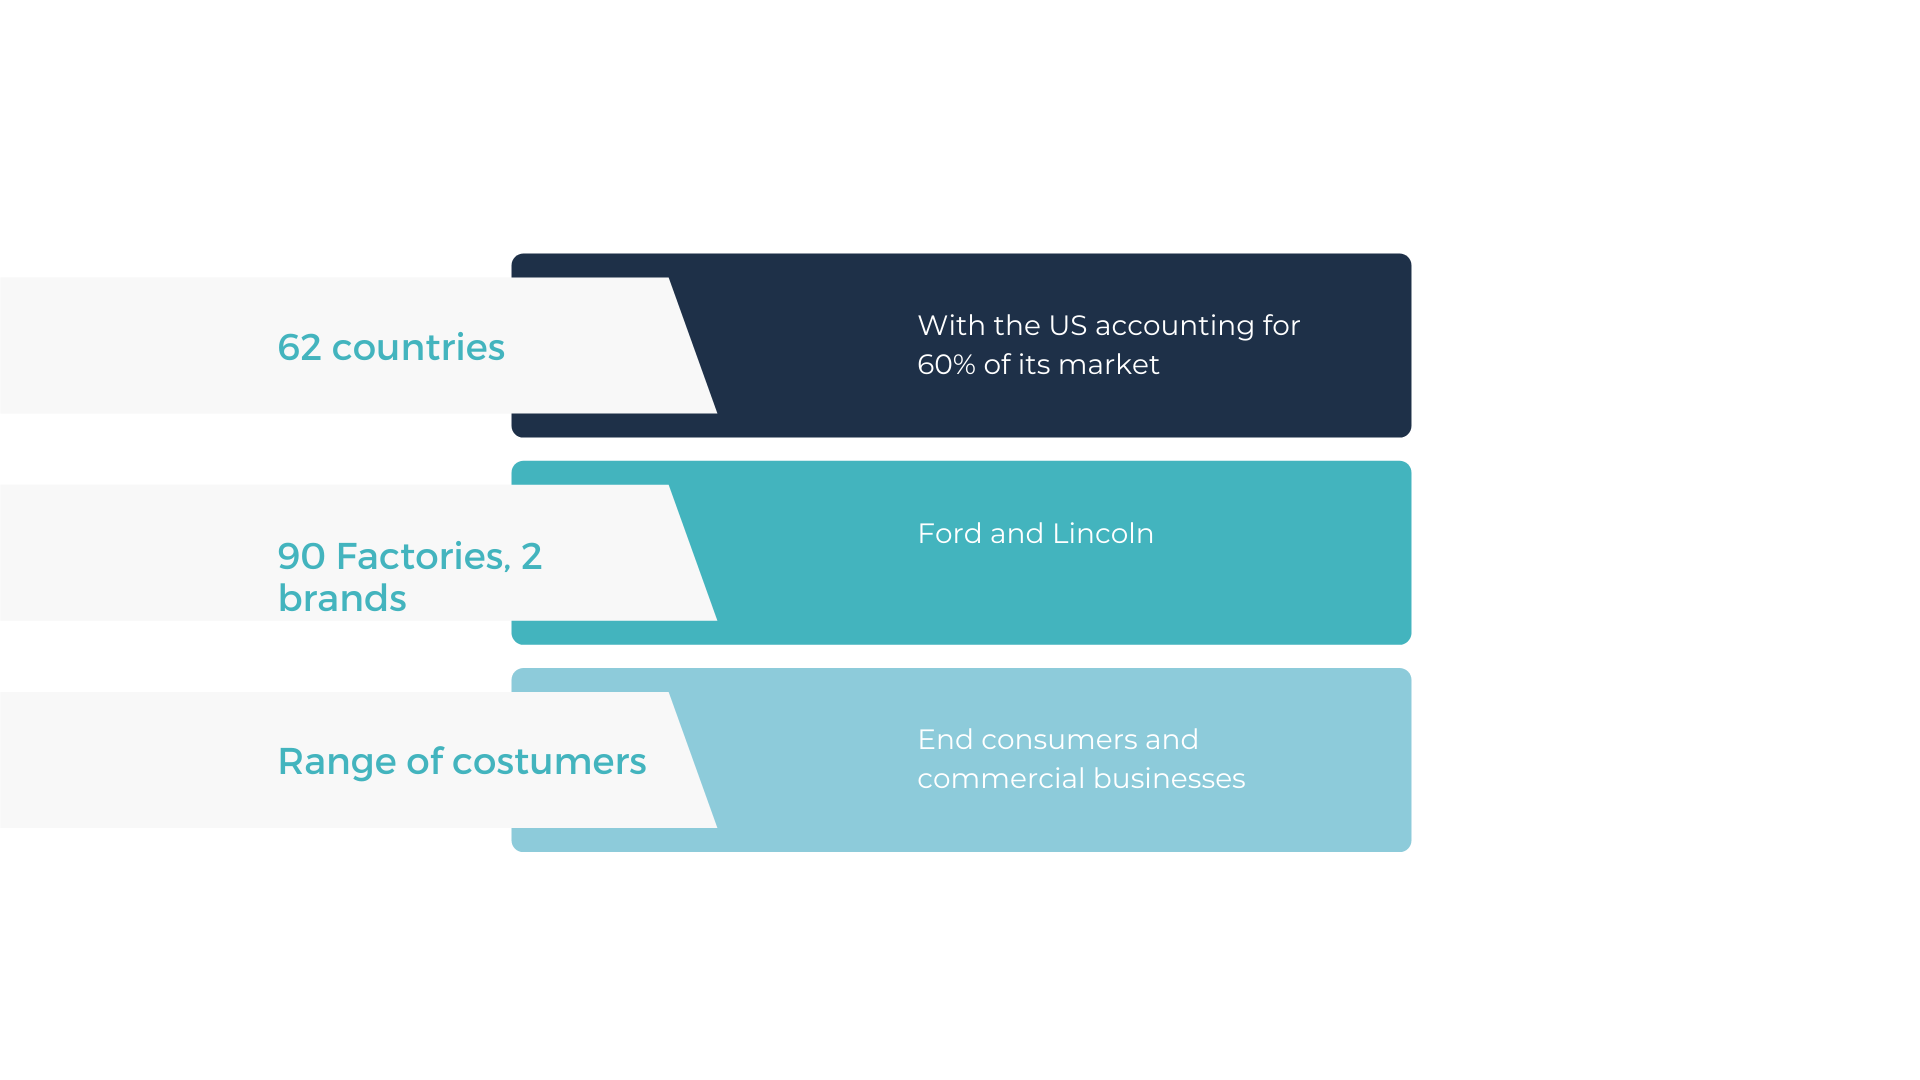 62 countries
With the US accounting for
60% of its market
90 Factories, 2
brands
Ford and Lincoln
Range of costumers
End consumers and
commercial businesses